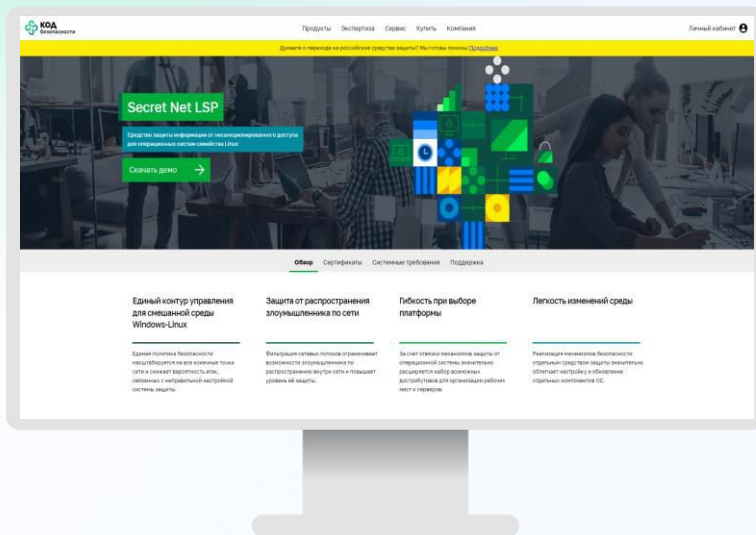 КОД
безопасности
Продукты Экспертиза Сервис Купить Компания
Личный кабинет
Думаете о переходе на российские средства защиты? Мы готовы помочь! Подробнее
Secret Net LSP
Средство защиты информации от несанкционированного доступа
для операционных систем семейства Linux
Скачать демо
Обзор Сертификаты Системные требования Поддержка
Единый контур управления
для смешанной среды
Windows-Linux
Единая политика безопасности
масштабируется на все конечные точки
сети и снижает вероятность атак,
связанных с неправильной настройкой
системы защиты.
Защита от распространения
злоумышленника по сети
Фильтрация сетевых потоков ограничивает
возможности злоумышленника по
распространению внутри сети и повышает
уровень её защиты.
Гибкость при выборе
платформы
За счет отвязки механизмов защиты от
операционной системы значительно
расширяется набор возможных
дистрибутивов для организации рабочих
мест и серверов.
Легкость изменений среды
Реализация механизмов безопасности
отдельным средством защиты значительно
облегчает настройку и обновление
отдельных компонентов ОС.